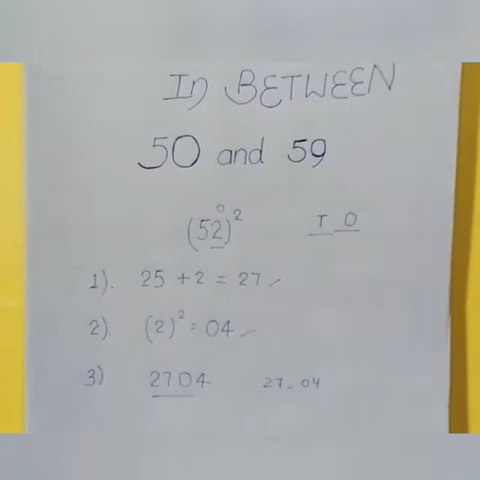 In BETWEEN
50 and 59
(52)² T O
O
1). 25 + 2 = 27
2). (2)² = 04
3) 2704 27-04